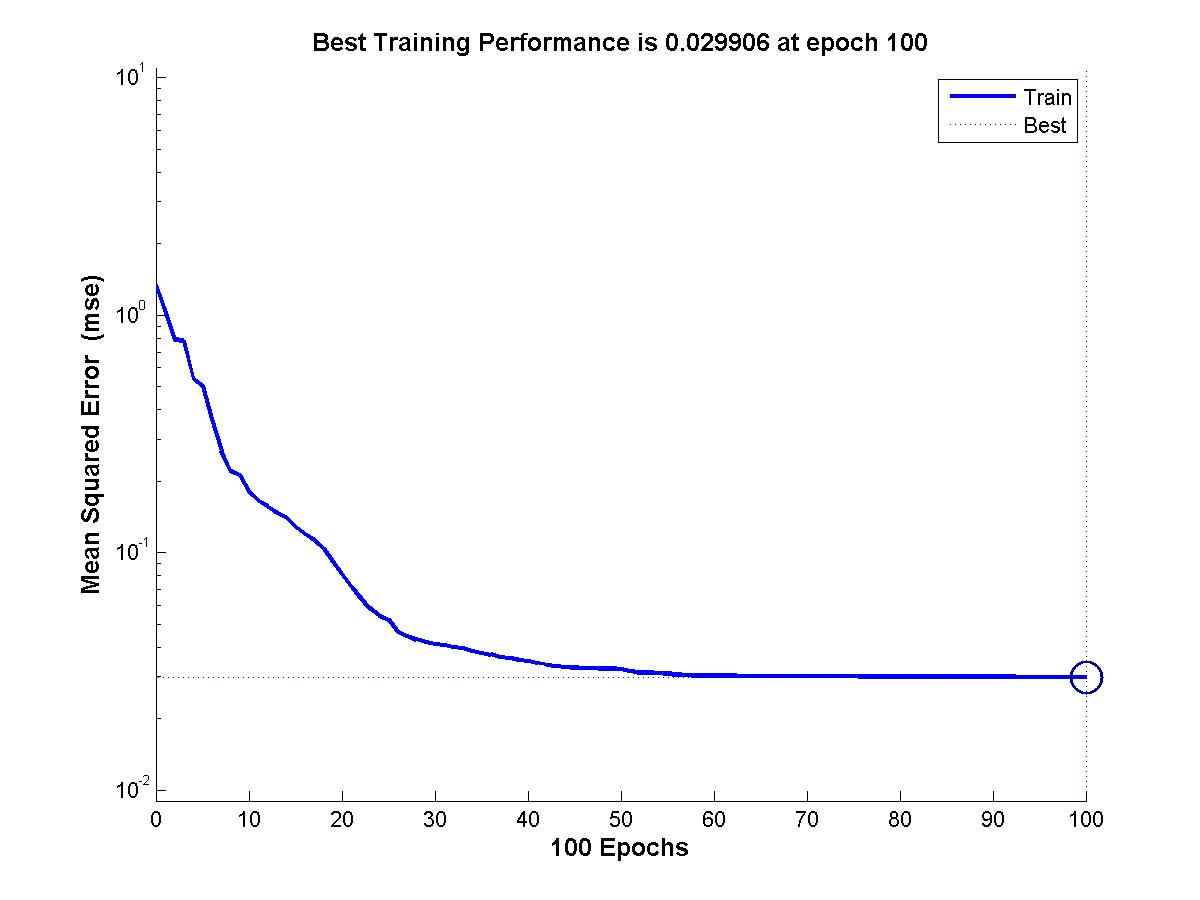 Best Training Performance is 0.029906 at epoch 100
10^1
Train
Best
10^0
Mean Squared Error (mse)
10^-1
10^-2
0 10 20 30 40 50 60 70 80 90 100
100 Epochs